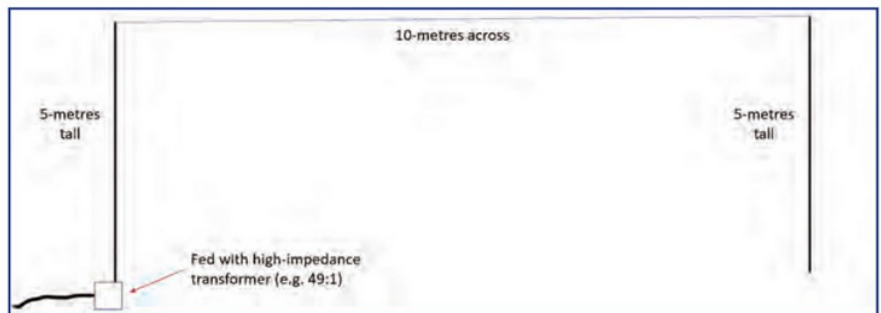 10-metres across
5-metres
tall
5-metres
tall
Fed with high-impedance
transformer (e.g. 49:1)